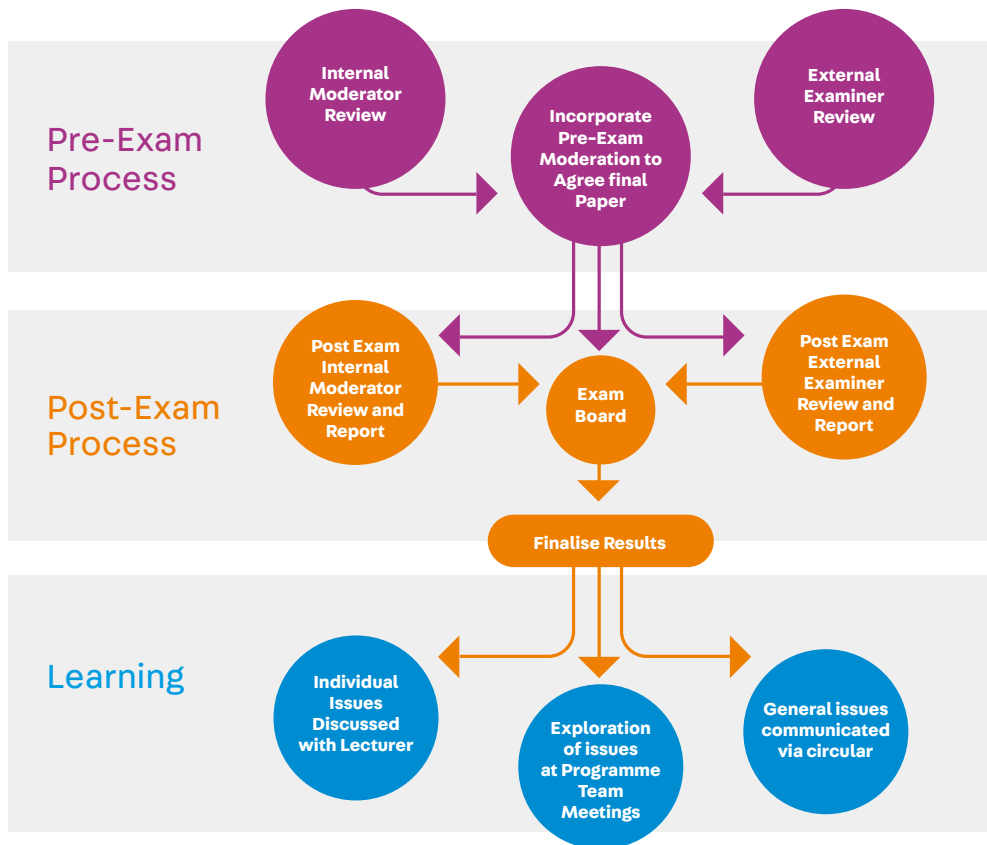 Pre-Exam
Process
Internal
Moderator
Review
Incorporate
Pre-Exam
Moderation to
Agree final
Paper
External
Examiner
Review
Post-Exam
Process
Post Exam
Internal
Moderator
Review and
Report
Exam
Board
Post Exam
External
Examiner
Review and
Report
Finalise Results
Learning
Individual
Issues
Discussed
with Lecturer
Exploration
of issues
at Programme
Team
Meetings
General issues
communicated
via circular